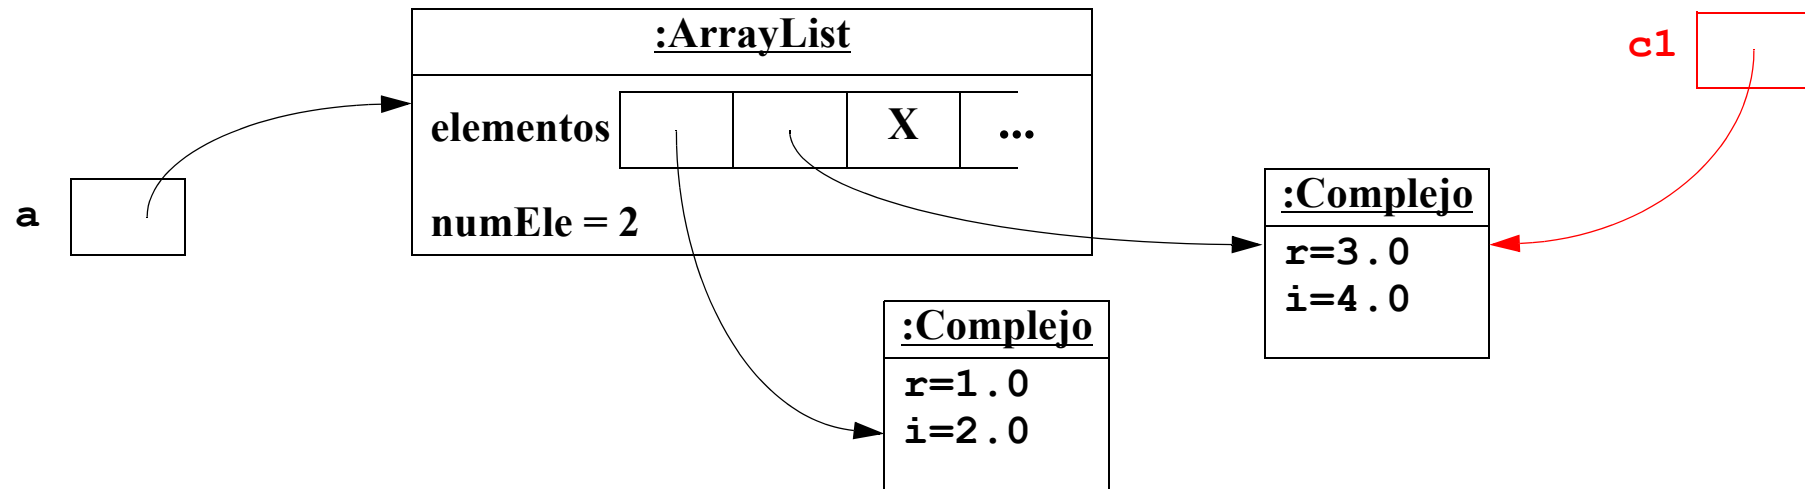 :ArrayList
c1
elementos X ...
a
numEle = 2
:Complejo
r=3.0
i=4.0
:Complejo
r=1.0
i=2.0